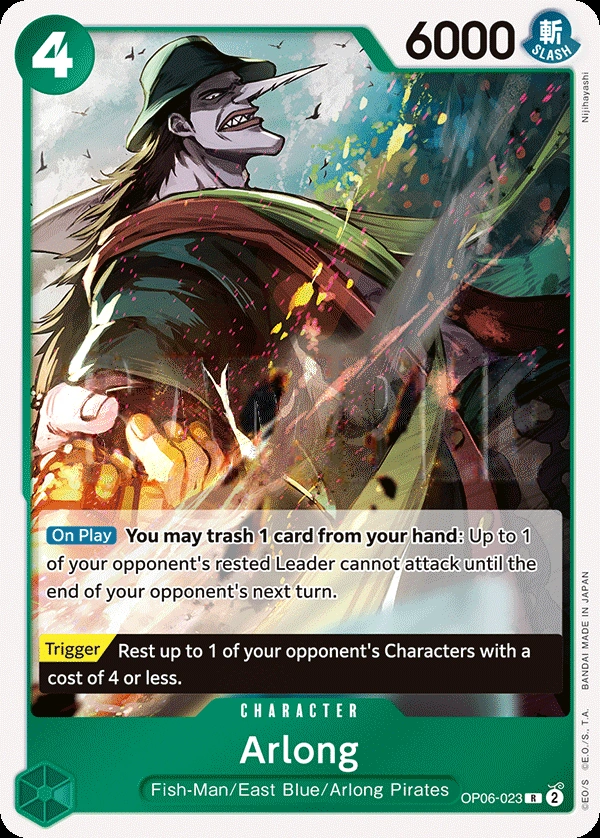 4
6000
斬
SLASH
Nijihayashi
On Play You may trash 1 card from your hand: Up to 1
of your opponent's rested Leader cannot attack until the
end of your opponent's next turn.
Trigger Rest up to 1 of your opponent's Characters with a
cost of 4 or less.
CHARACTER
Arlong
Fish-Man/East Blue/Arlong Pirates
OP06-023 R 2
©EO/S ©E.O./S., T.A. BANDAI MADE IN JAPAN